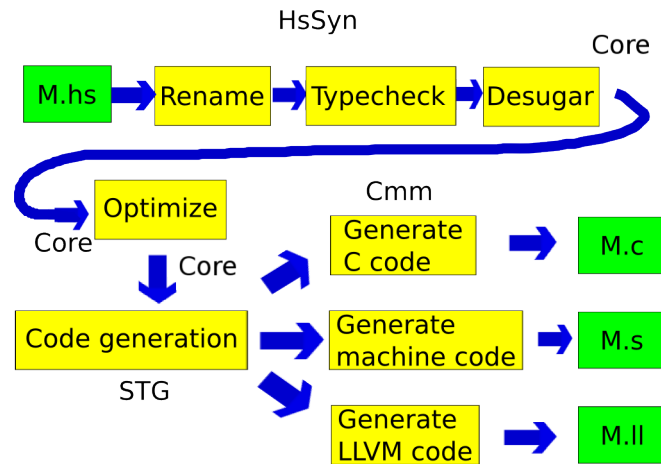 HsSyn
Core
M.hs
Rename
Typecheck
Desugar
Optimize
Core
Core
Cmm
Generate
C code
M.c
Code generation
STG
Generate
machine code
M.s
Generate
LLVM code
M.ll